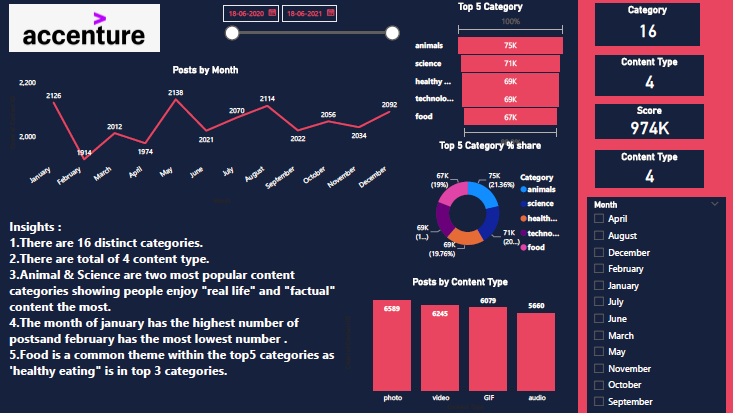 accenture
18-06-2020
18-06-2021
Posts by Month
2,200
2,000
2126
1914
2012
1974
2138
2021
2070
2114
2022
2056
2034
2092
January
February
March
April
May
June
July
August
September
October
November
December
Insights :
1.There are 16 distinct categories.
2.There are total of 4 content type.
3.Animal & Science are two most popular content
categories showing people enjoy "real life" and "factual"
content the most.
4.The month of january has the highest number of
postsand february has the most lowest number .
5.Food is a common theme within the top5 categories as
'healthy eating" is in top 3 categories.
Top 5 Category
100%
animals
75K
science
71K
healthy ...
69K
technolo...
69K
food
67K
Top 5 Category % share
67K
(19%)
75K
(21.36%)
69K
(1...)
71K
(20...)
69K
(19.76%)
Category
animals
science
health...
techno...
food
Posts by Content Type
6589
6245
6079
5660
photo
video
GIF
audio
Category
16
Content Type
4
Score
974K
Content Type
4
Month
April
August
December
February
January
July
June
March
May
November
October
September